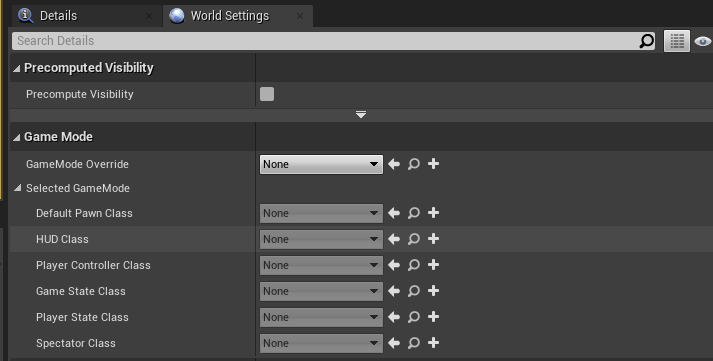 Details World Settings
Search Details
Precomputed Visibility
Precompute Visibility
Game Mode
GameMode Override None
Selected GameMode
Default Pawn Class None
HUD Class None
Player Controller Class None
Game State Class None
Player State Class None
Spectator Class None